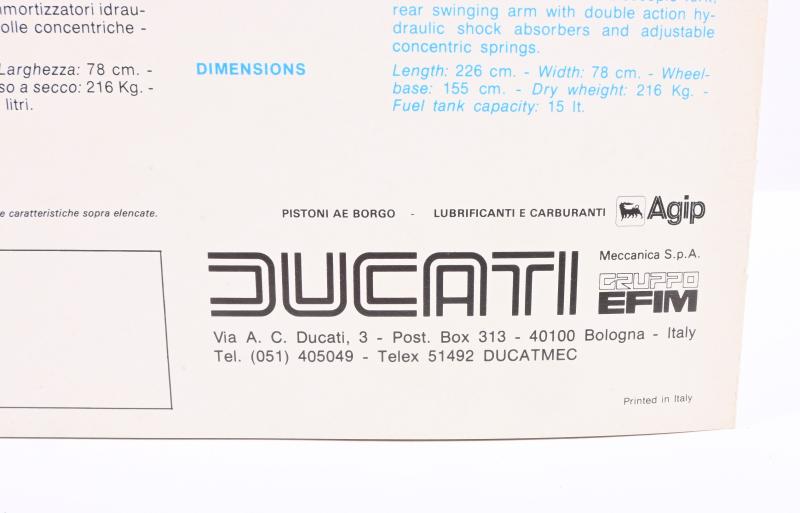 mortizzatori idrau-
olle concentriche -
Larghezza: 78 cm. -
so a secco: 216 Kg. -
litri.
rear swinging arm with double action hy-
draulic shock absorbers and adjustable
concentric springs.
DIMENSIONS
Length: 226 cm. - Width: 78 cm. - Wheel-
base: 155 cm. - Dry wheight: 216 Kg. -
Fuel tank capacity: 15 lt.
e caratteristiche sopra elencate.
PISTONI AE BORGO - LUBRIFICANTI E CARBURANTI Agip
DUCATI
Meccanica S.p.A.
GRUPPO
EFIM
Via A. C. Ducati, 3 - Post. Box 313 - 40100 Bologna - Italy
Tel. (051) 405049 - Telex 51492 DUCATMEC
Printed in Italy